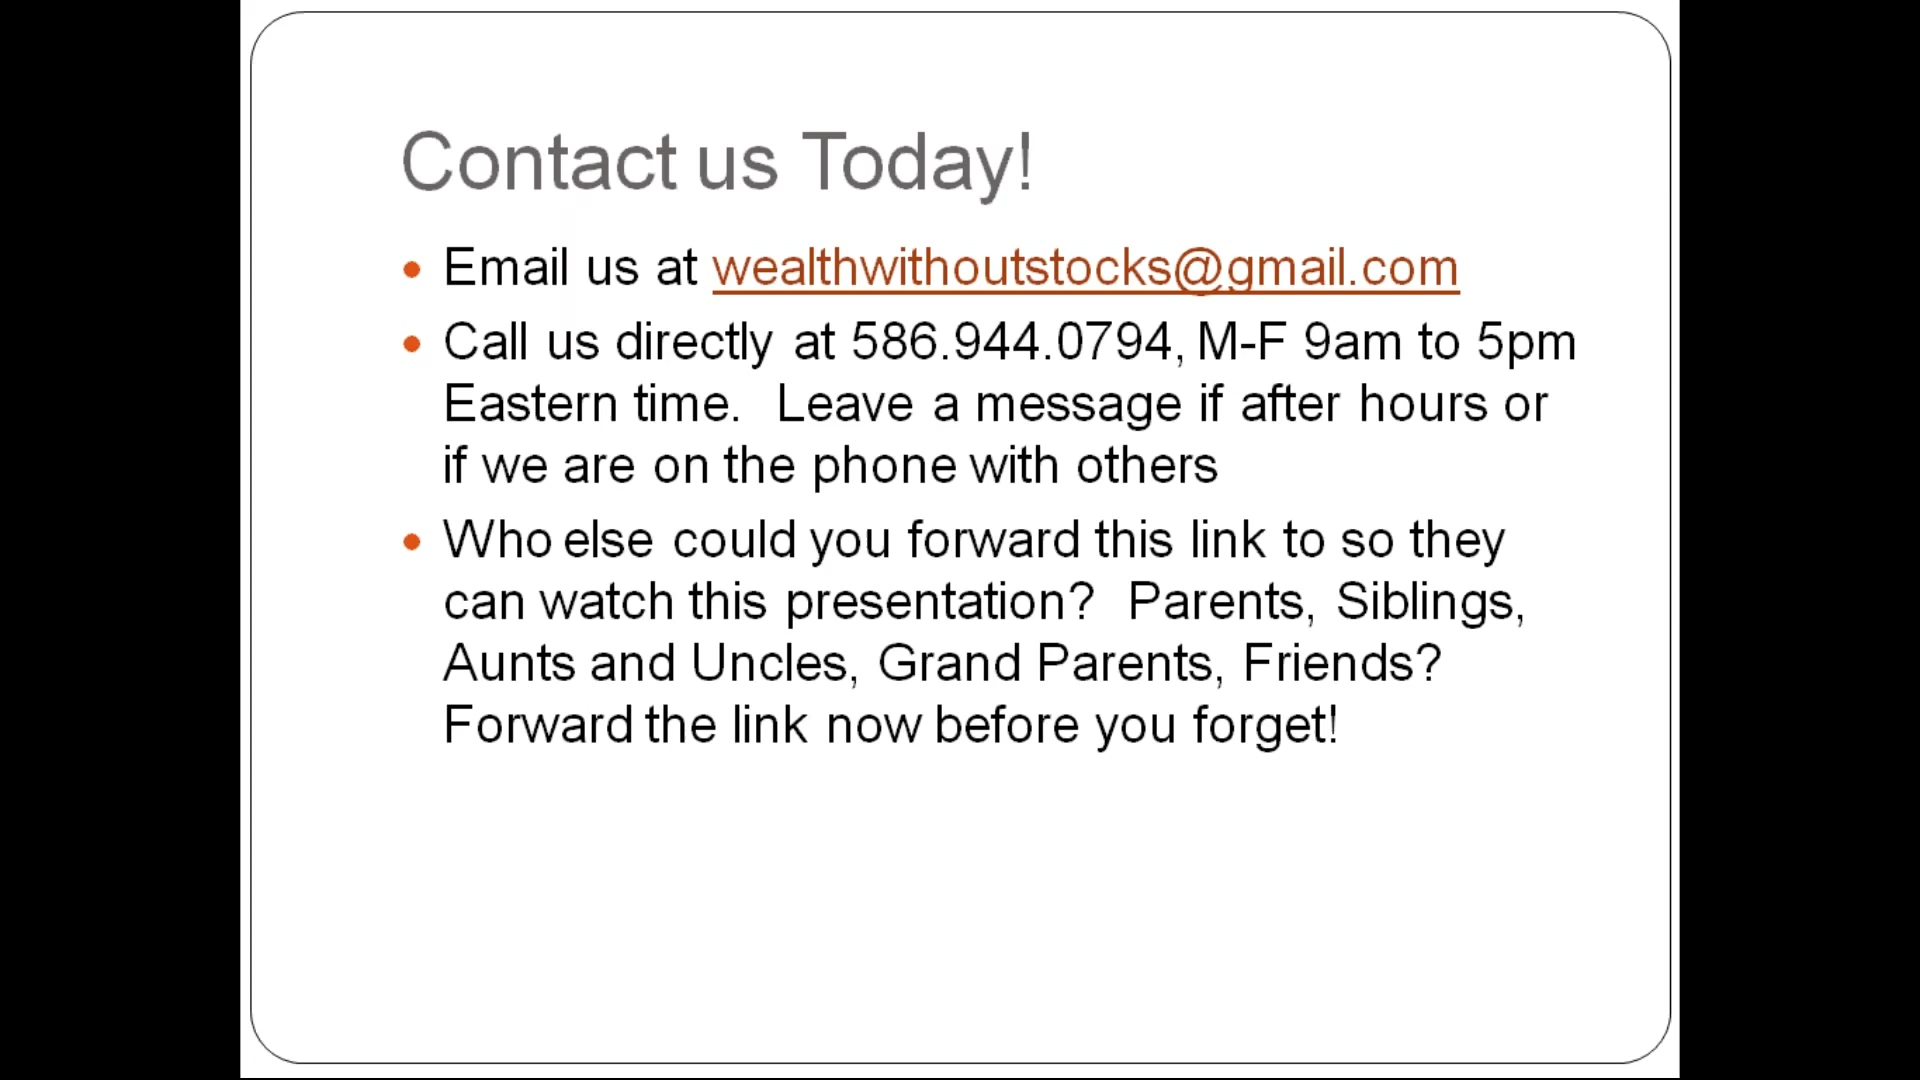 Contact us Today!
• Email us at wealthwithoutstocks@gmail.com
• Call us directly at 586.944.0794, M-F 9am to 5pm
Eastern time.  Leave a message if after hours or
if we are on the phone with others
• Who else could you forward this link to so they
can watch this presentation?  Parents, Siblings,
Aunts and Uncles, Grand Parents, Friends?
Forward the link now before you forget!